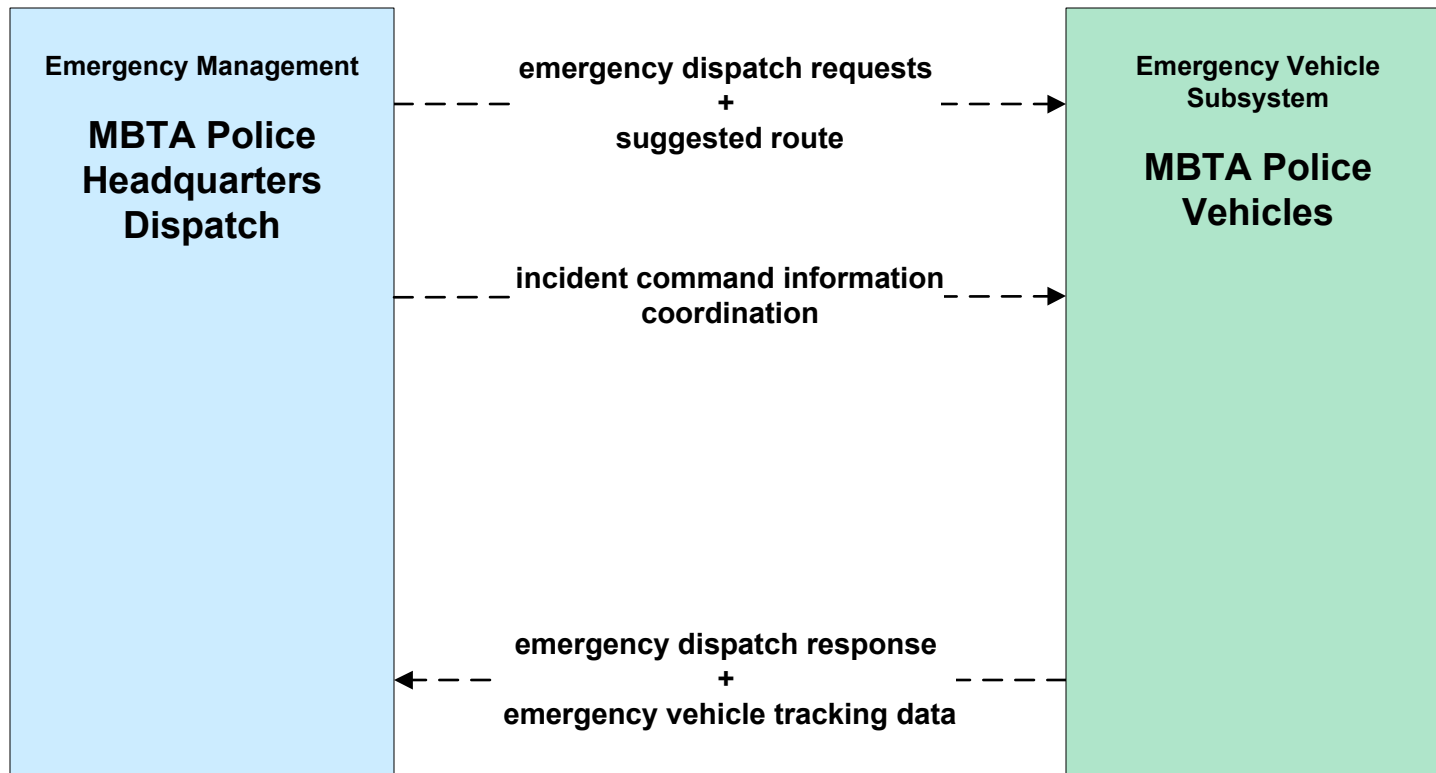 Emergency Management
MBTA Police
Headquarters
Dispatch
emergency dispatch requests
+
suggested route
incident command information
coordination
emergency dispatch response
+
emergency vehicle tracking data
Emergency Vehicle
Subsystem
MBTA Police
Vehicles